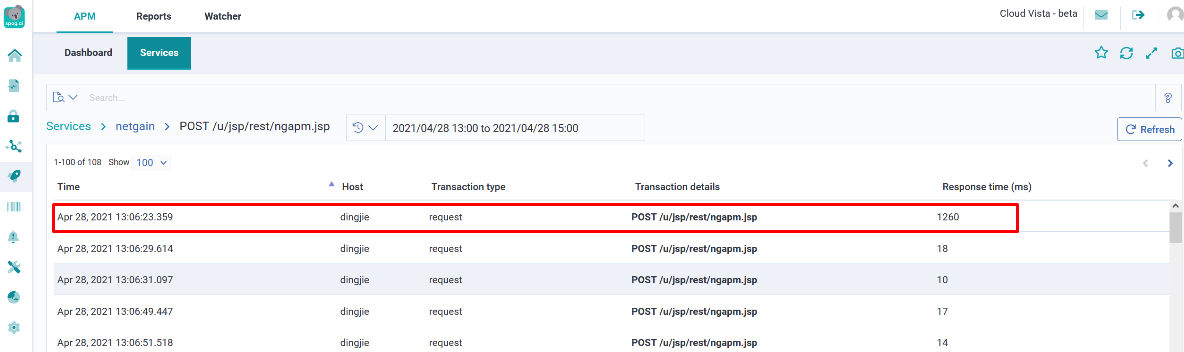 APM Reports Watcher Cloud Vista - beta
spog.ai
Dashboard Services
Search...
Services > netgain > POST /u/jsp/rest/ngapm.jsp 2021/04/28 13:00 to 2021/04/28 15:00 Refresh
1-100 of 108 Show 100
Time Host Transaction type Transaction details Response time (ms)
Apr 28, 2021 13:06:23.359 dingjie request POST /u/jsp/rest/ngapm.jsp 1260
Apr 28, 2021 13:06:29.614 dingjie request POST /u/jsp/rest/ngapm.jsp 18
Apr 28, 2021 13:06:31.097 dingjie request POST /u/jsp/rest/ngapm.jsp 10
Apr 28, 2021 13:06:49.447 dingjie request POST /u/jsp/rest/ngapm.jsp 17
Apr 28, 2021 13:06:51.518 dingjie request POST /u/jsp/rest/ngapm.jsp 14